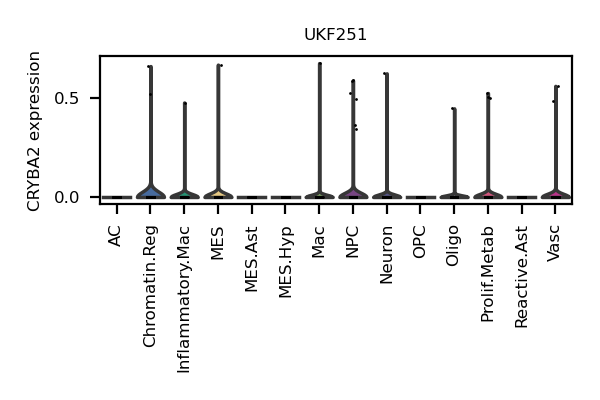 UKF251
CRYBA2 expression
0.5
0.0
AC
Chromatin.Reg
Inflammatory.Mac
MES
MES.Ast
MES.Hyp
Mac
NPC
Neuron
OPC
Oligo
Prolif.Metab
Reactive.Ast
Vasc